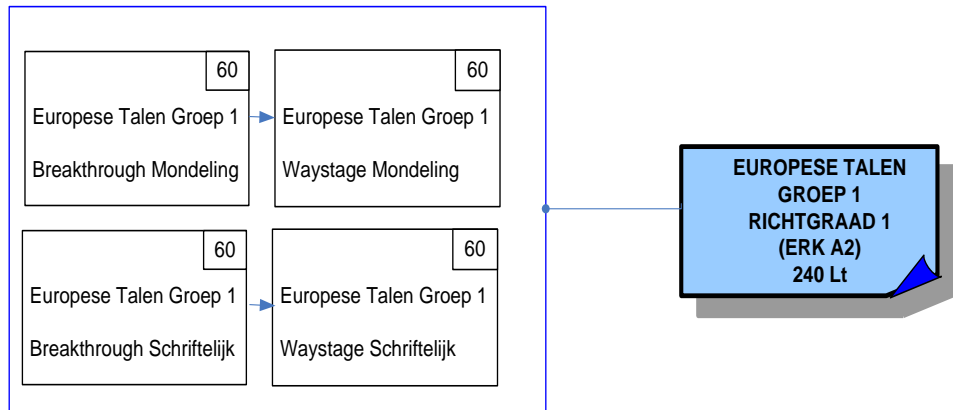 60
Europese Talen Groep 1
Breakthrough Mondeling
60
Europese Talen Groep 1
Waystage Mondeling
60
Europese Talen Groep 1
Breakthrough Schriftelijk
60
Europese Talen Groep 1
Waystage Schriftelijk
EUROPESE TALEN
GROEP 1
RICHTGRAAD 1
(ERK A2)
240 Lt